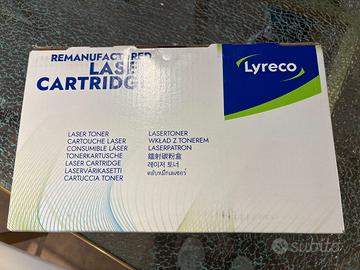 REMANUFACTURED
LASER
CARTRIDGE
Lyreco
LASER TONER
CARTOUCHE LASER
CONSUMIBLE LÁSER
TONERKARTUSCHE
LASER CARTRIDGE
LASERVÄRIKASETTI
CARTUCCIA TONER
LASERTONER
WKŁAD Z TONEREM
LASERPATRON
镭射碳粉盒
레이저 토너
ตลับหมึกเลเซอร์
subito